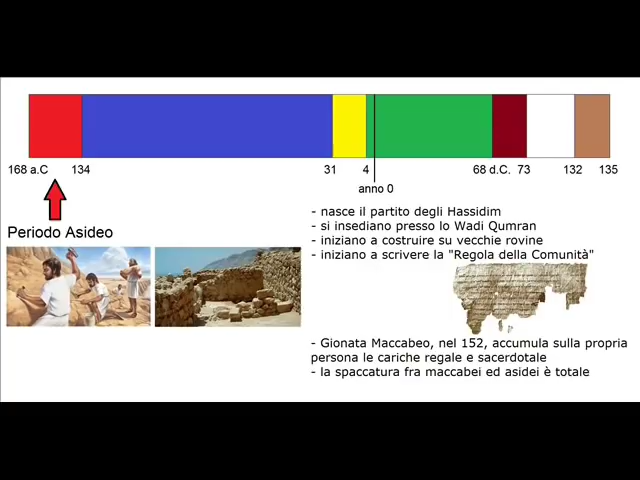 168 a.C 134 31 4 68 d.C. 73 132 135
anno 0
Periodo Asideo
- nasce il partito degli Hassidim
- si insediano presso lo Wadi Qumran
- iniziano a costruire su vecchie rovine
- iniziano a scrivere la "Regola della Comunità"
- Gionata Maccabeo, nel 152, accumula sulla propria
persona le cariche regale e sacerdotale
- la spaccatura fra maccabei ed asidei è totale